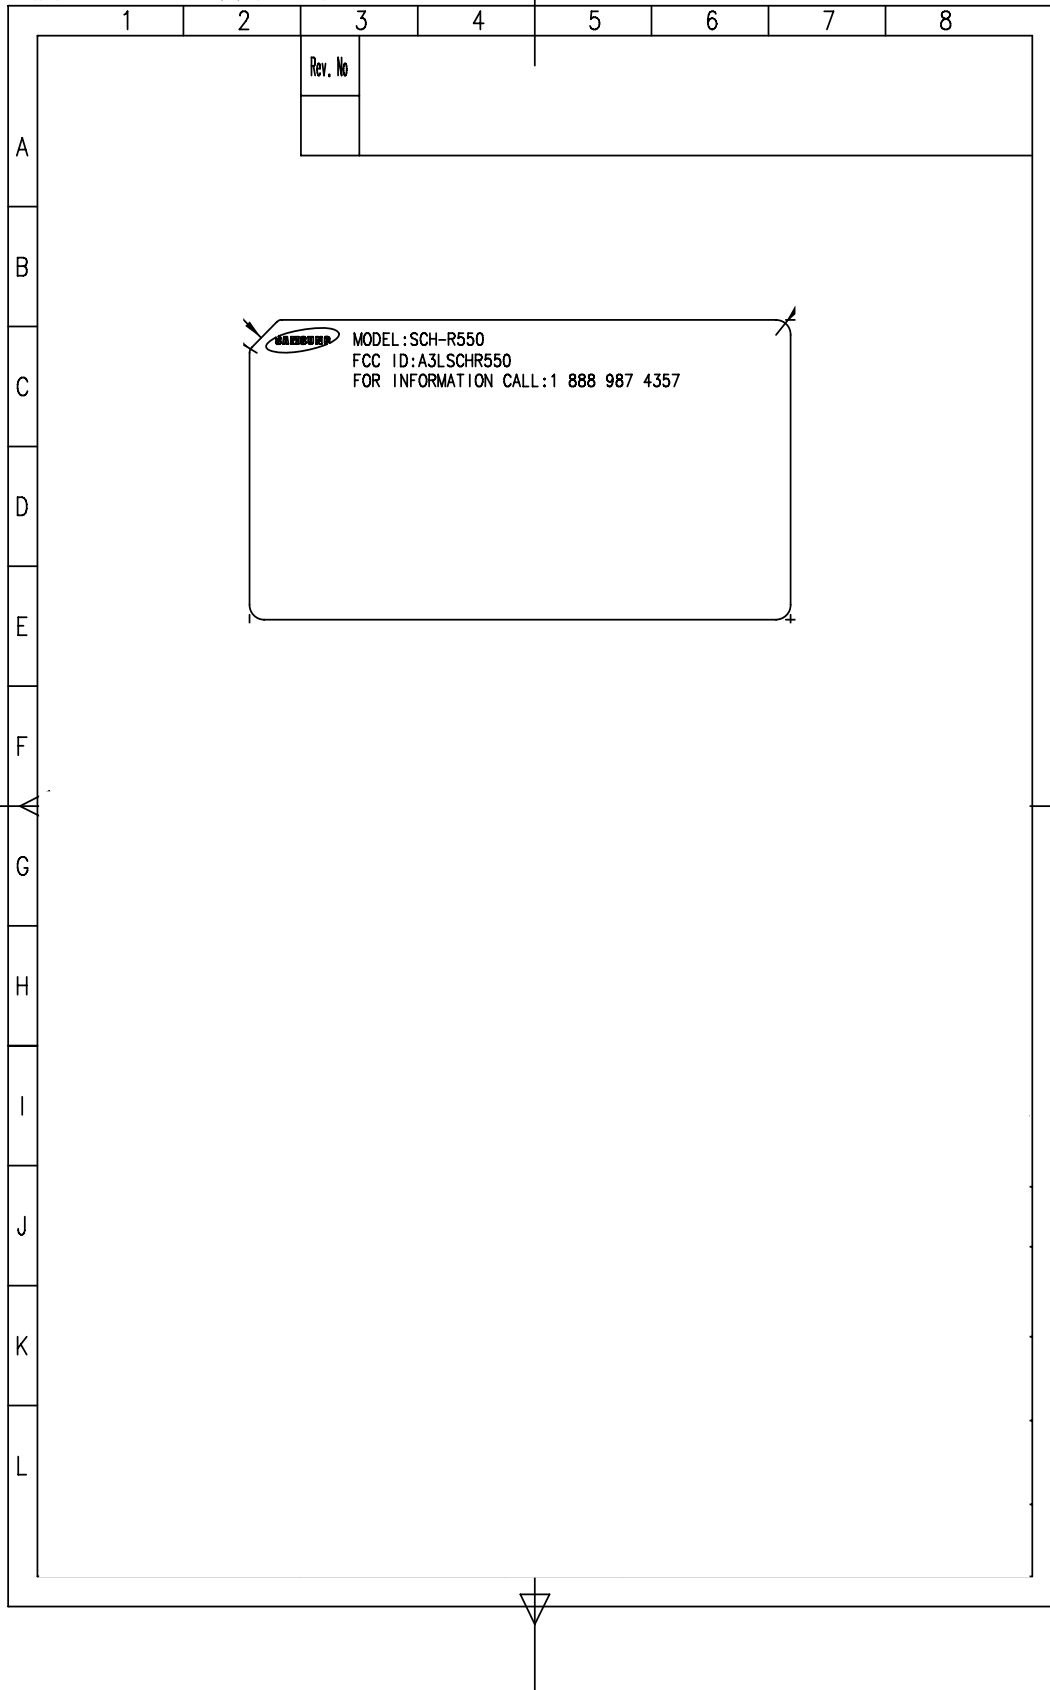 1 2 3 4 5 6 7 8
Rev. No
A
B
SAMSUNG
MODEL:SCH-R550
FCC ID:A3LSCHR550
FOR INFORMATION CALL:1 888 987 4357
C
D
E
F
G
H
I
J
K
L